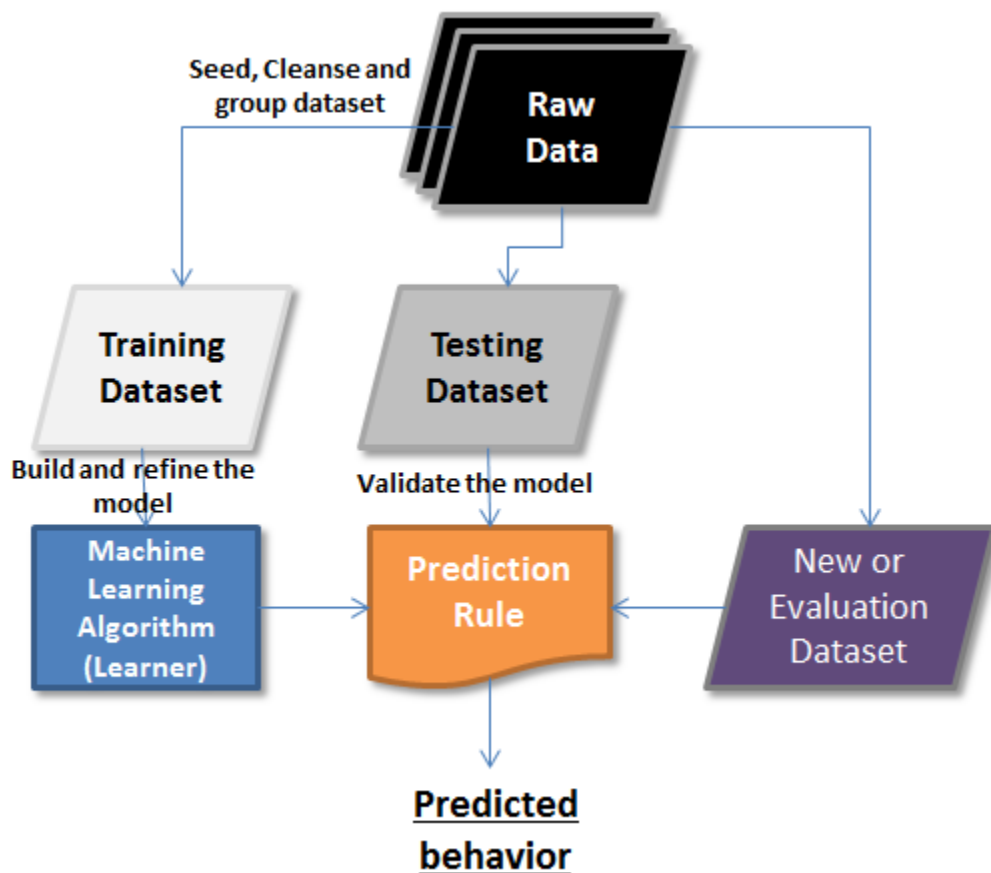 Seed, Cleanse and
group dataset
Raw
Data
Training
Dataset
Testing
Dataset
Build and refine the
model
Validate the model
Machine
Learning
Algorithm
(Learner)
Prediction
Rule
New or
Evaluation
Dataset
Predicted
behavior